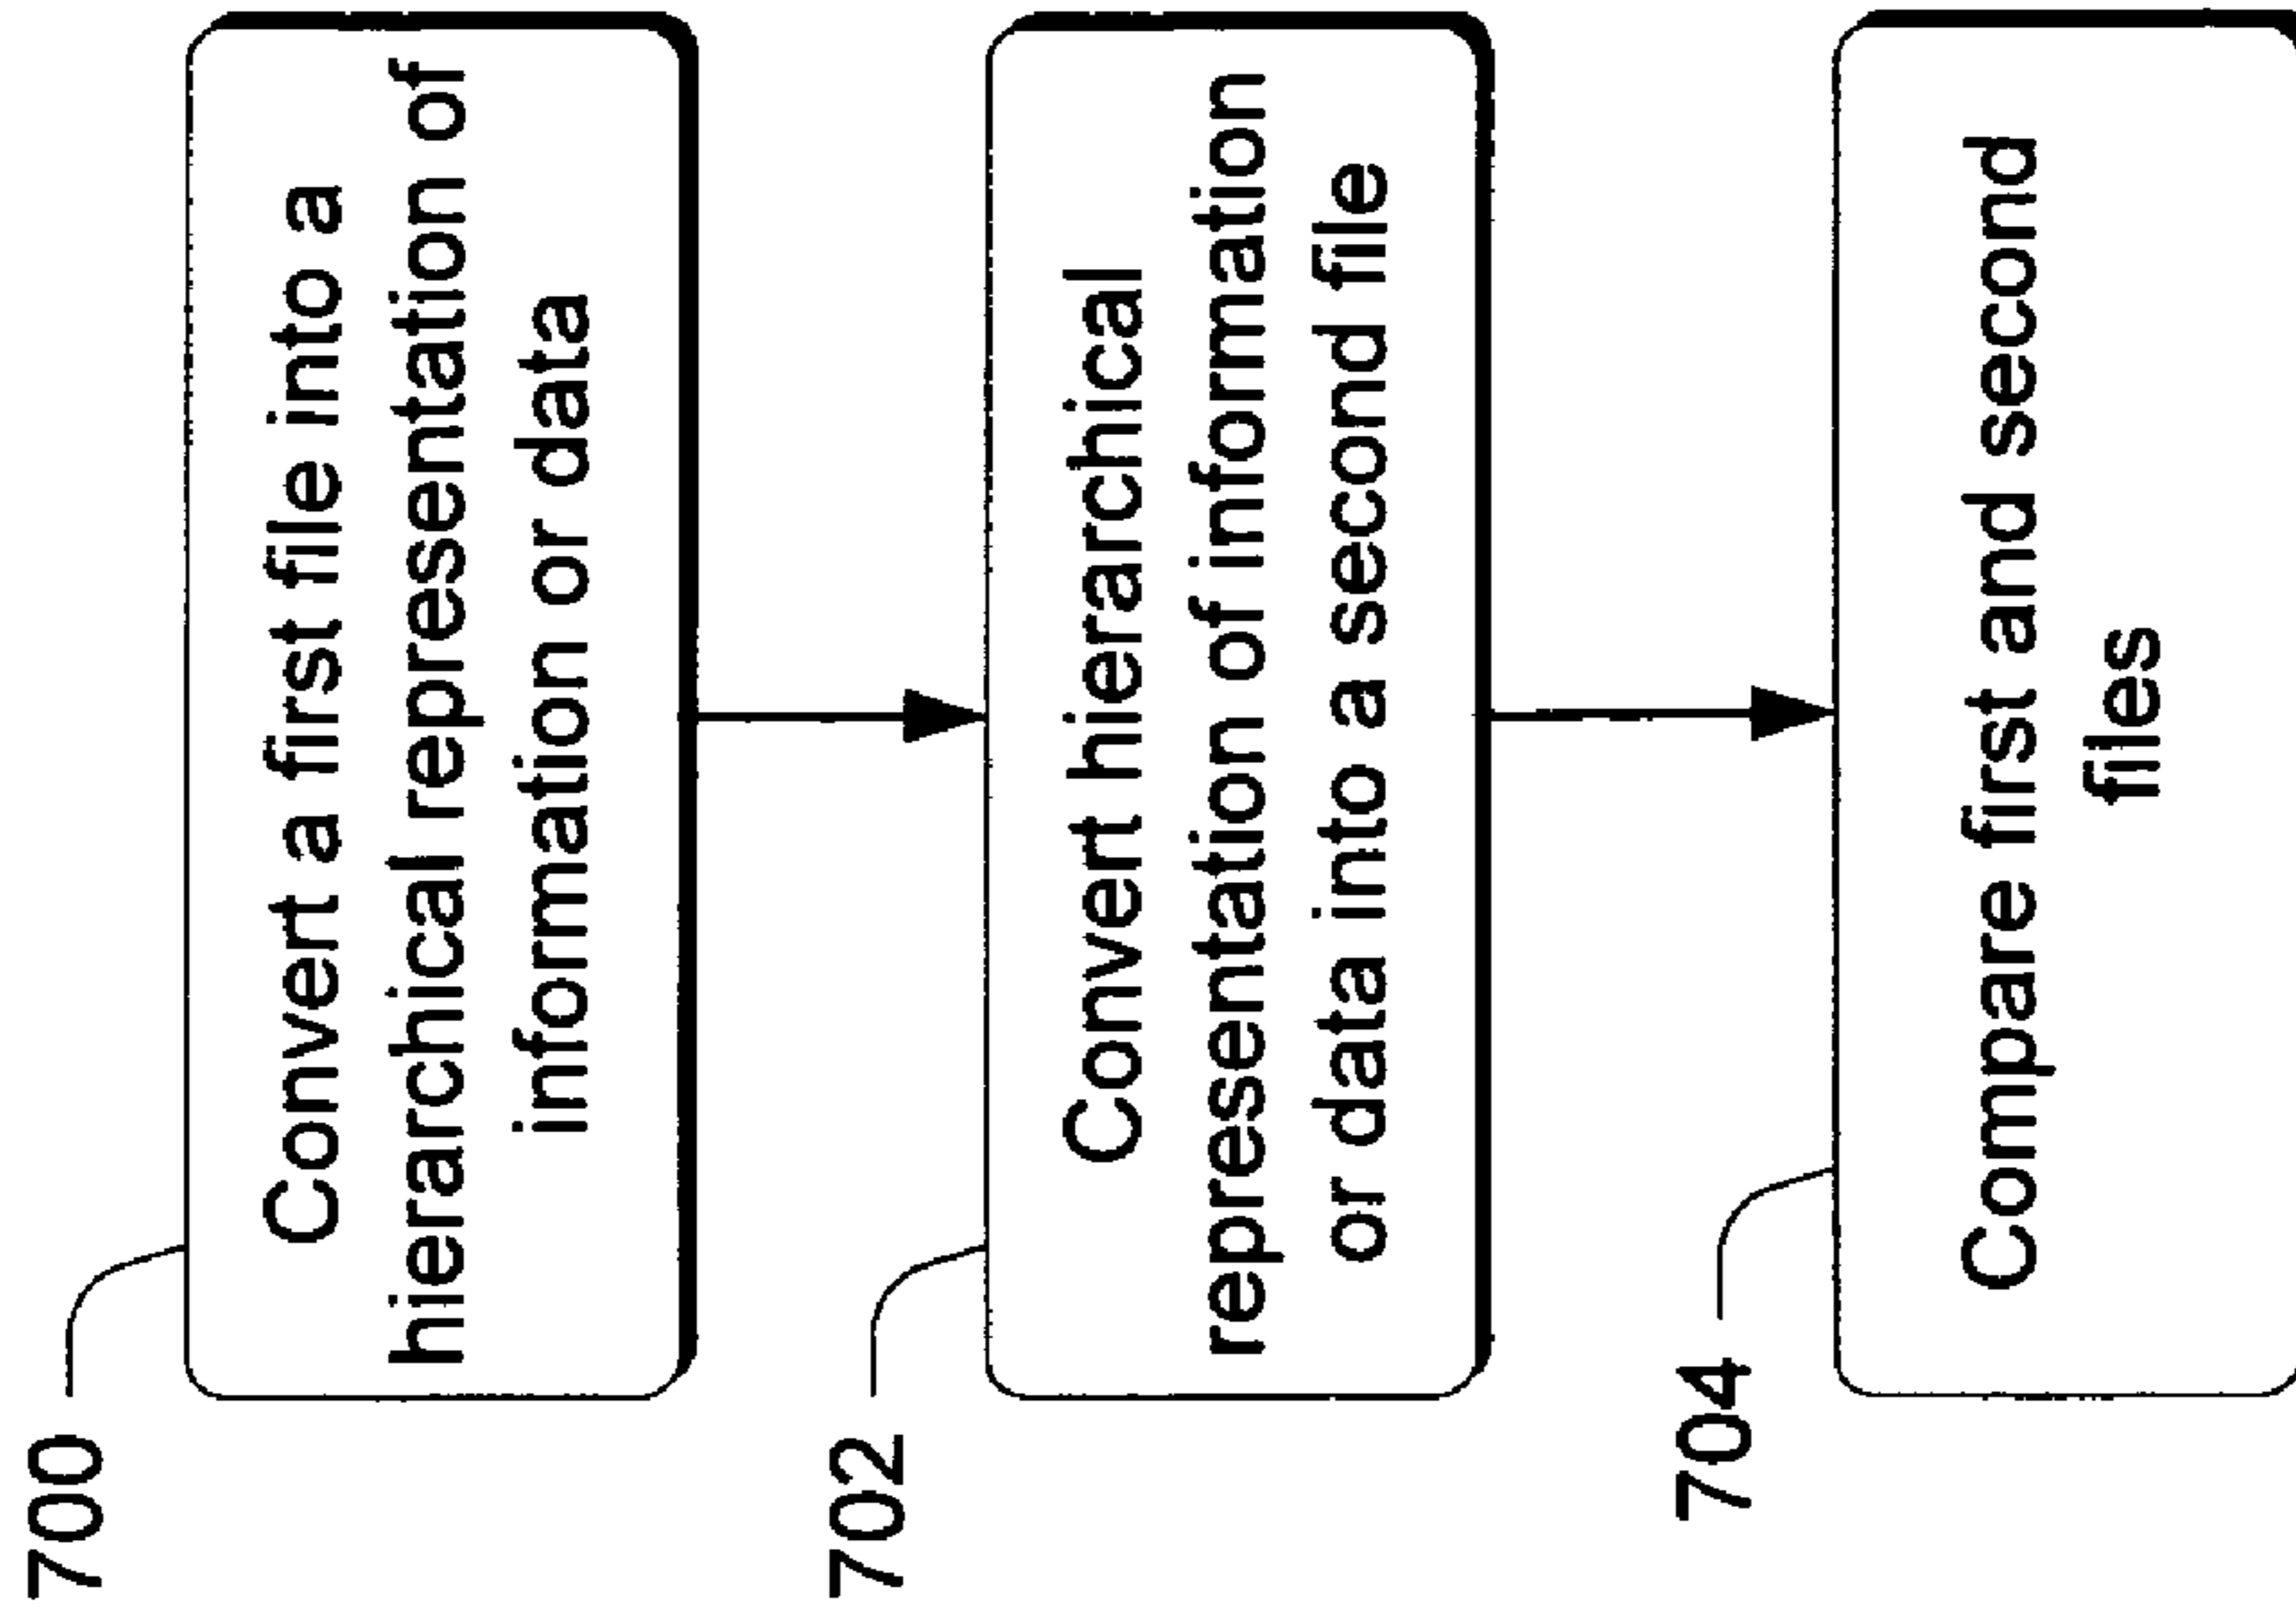 700
Convert a first file into a
hierarchical representation of
information or data
702
Convert hierarchical
representation of information
or data into a second file
704
Compare first and second
files